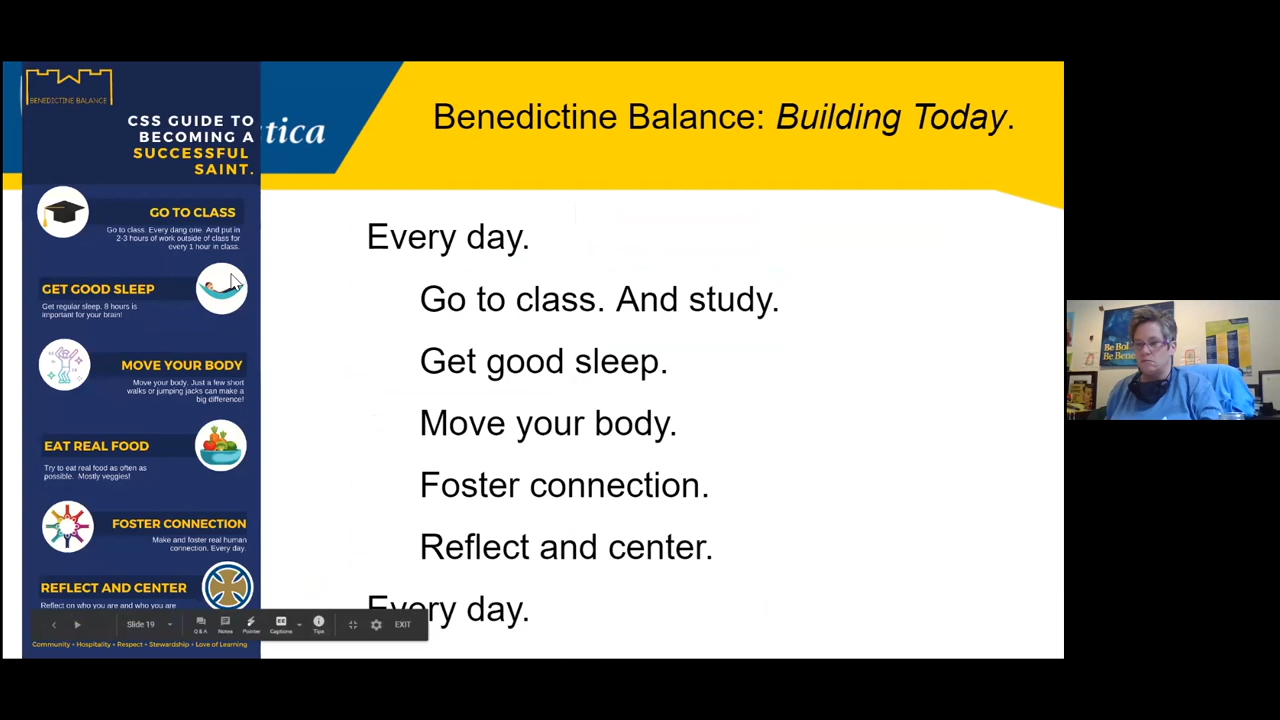 BENEDICTINE BALANCE
CSS GUIDE TO
BECOMING A
SUCCESSFUL
SAINT.
GO TO CLASS
Go to class. Every dang one. And put in
2-3 hours of work outside of class for
every 1 hour in class.
GET GOOD SLEEP
Get regular sleep. 8 hours is
important for your brain!
MOVE YOUR BODY
Move your body. Just a few short
walks or jumping jacks can make a
big difference!
EAT REAL FOOD
Try to eat real food as often as
possible. Mostly veggies!
FOSTER CONNECTION
Make and foster real human
connection. Every day.
REFLECT AND CENTER
Reflect on who you are and who you are
Slide 19
Q & A
Notes
Pointer
Captions
Tips
EXIT
Community + Hospitality + Respect + Stewardship + Love of Learning
tica
Benedictine Balance: Building Today.
Every day.
Go to class. And study.
Get good sleep.
Move your body.
Foster connection.
Reflect and center.
Every day.
Be Bol
Be Bene